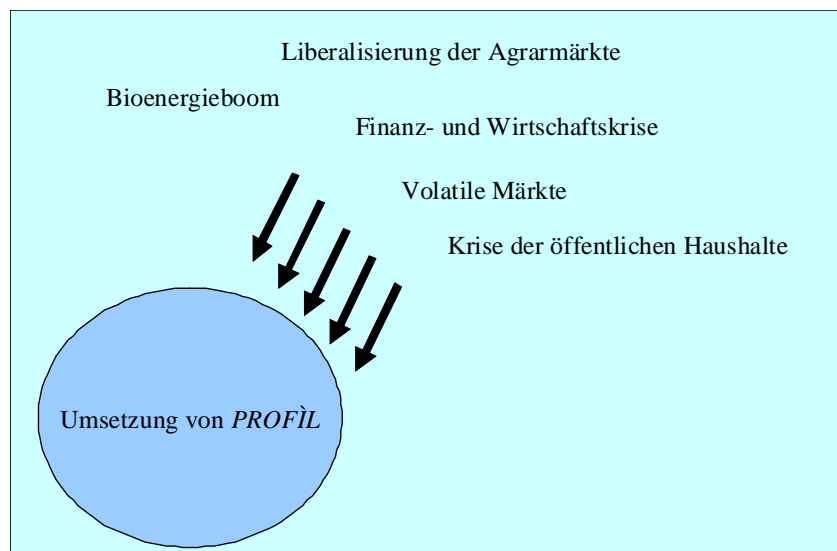 Liberalisierung der Agrarmärkte
Bioenergieboom
Finanz- und Wirtschaftskrise
Volatile Märkte
Krise der öffentlichen Haushalte
Umsetzung von PROFÌL